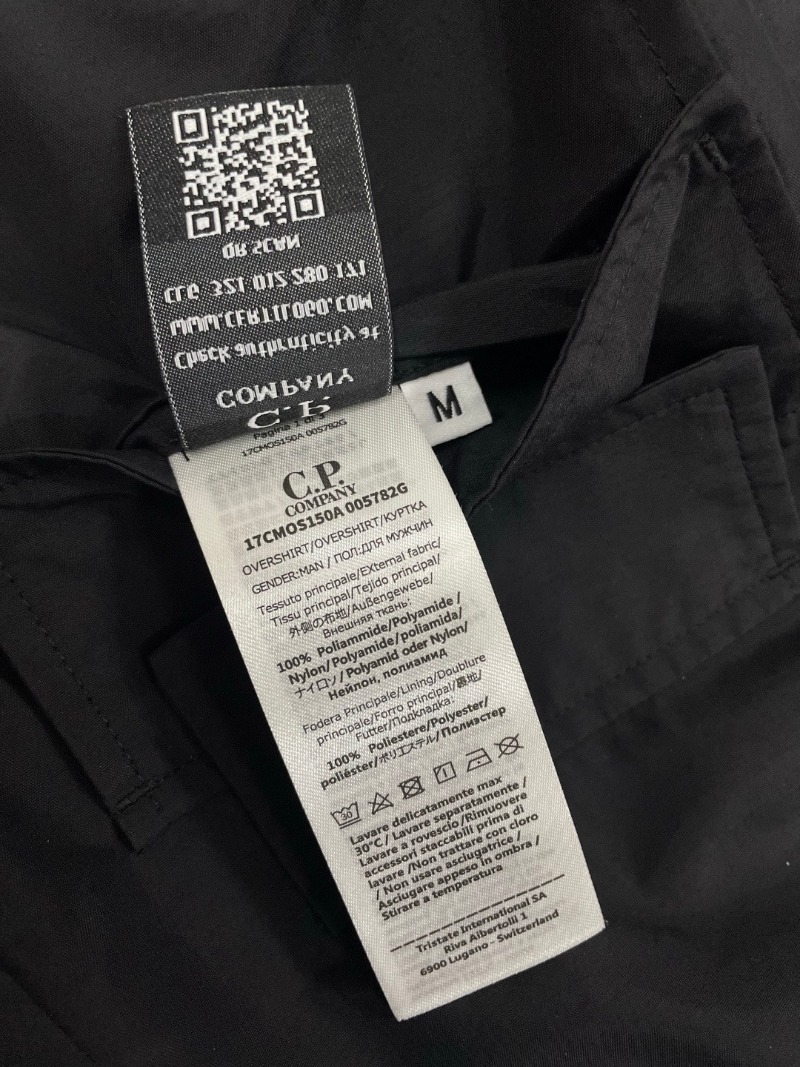 C.P.
COMPANY
Check authenticity at
WWW.CERTILOGO.COM
CLG 321 012 280 171
QR SCAN
M
Pagina 1 di
17CMOS150A 005782G
C.P.
COMPANY
17CMOS150A 005782G
OVERSHIRT/OVERSHIRT/КУРТКА
GENDER:MAN / ПОЛ:ДЛЯ МУЖЧИН
Tessuto principale/External fabric/
Tissu principal/Tejido principal/
外側の布地/Außengewebe/
Внешняя ткань:
100% Poliammide/Polyamide/
Nylon/Polyamide/poliamida/
ナイロン/Polyamid oder Nylon/
Нейлон, полиамид
Fodera Principale/Lining/Doublure
principale/Forro principal/裏地/
Futter/Подкладка:
100% Poliestere/Polyester/
poliéster/ポリエステル/Полиэстер
30
Lavare delicatamente max
30°C/ Lavare separatamente /
Lavare a rovescio /Rimuovere
accessori staccabili prima di
lavare /Non trattare con cloro
/ Non usare asciugatrice /
Asciugare appeso in ombra /
Stirare a temperatura
Tristate International SA
Riva Albertolli 1
6900 Lugano - Switzerland